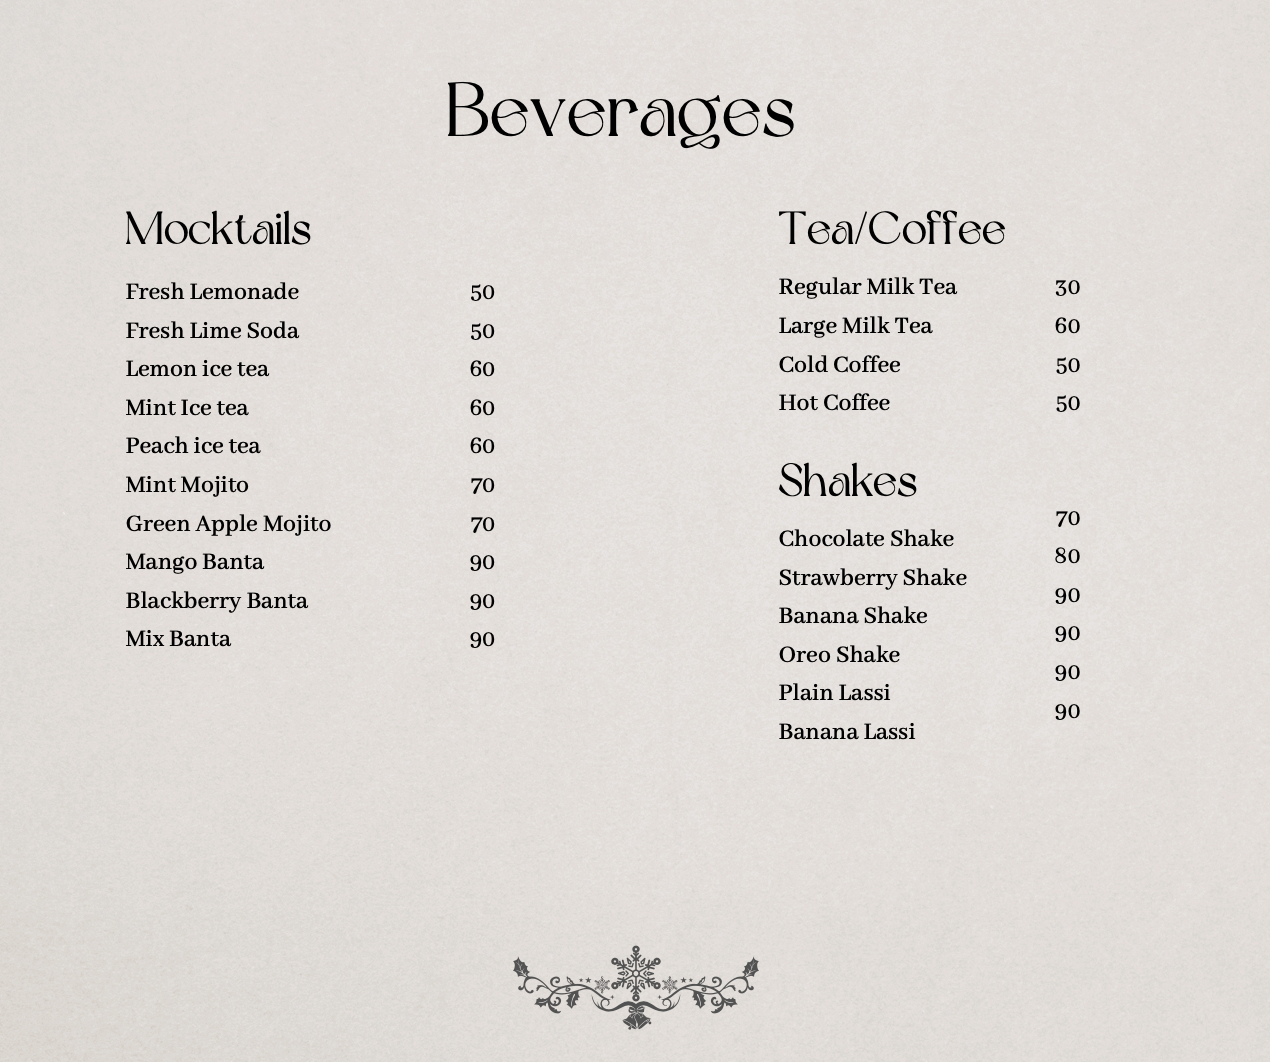 Beverages
Mocktails
Fresh Lemonade 50
Fresh Lime Soda 50
Lemon ice tea 60
Mint Ice tea 60
Peach ice tea 60
Mint Mojito 70
Green Apple Mojito 70
Mango Banta 90
Blackberry Banta 90
Mix Banta 90
Tea/Coffee
Regular Milk Tea 30
Large Milk Tea 60
Cold Coffee 50
Hot Coffee 50
Shakes
Chocolate Shake 70
Strawberry Shake 80
Banana Shake 90
Oreo Shake 90
Plain Lassi 90
Banana Lassi 90